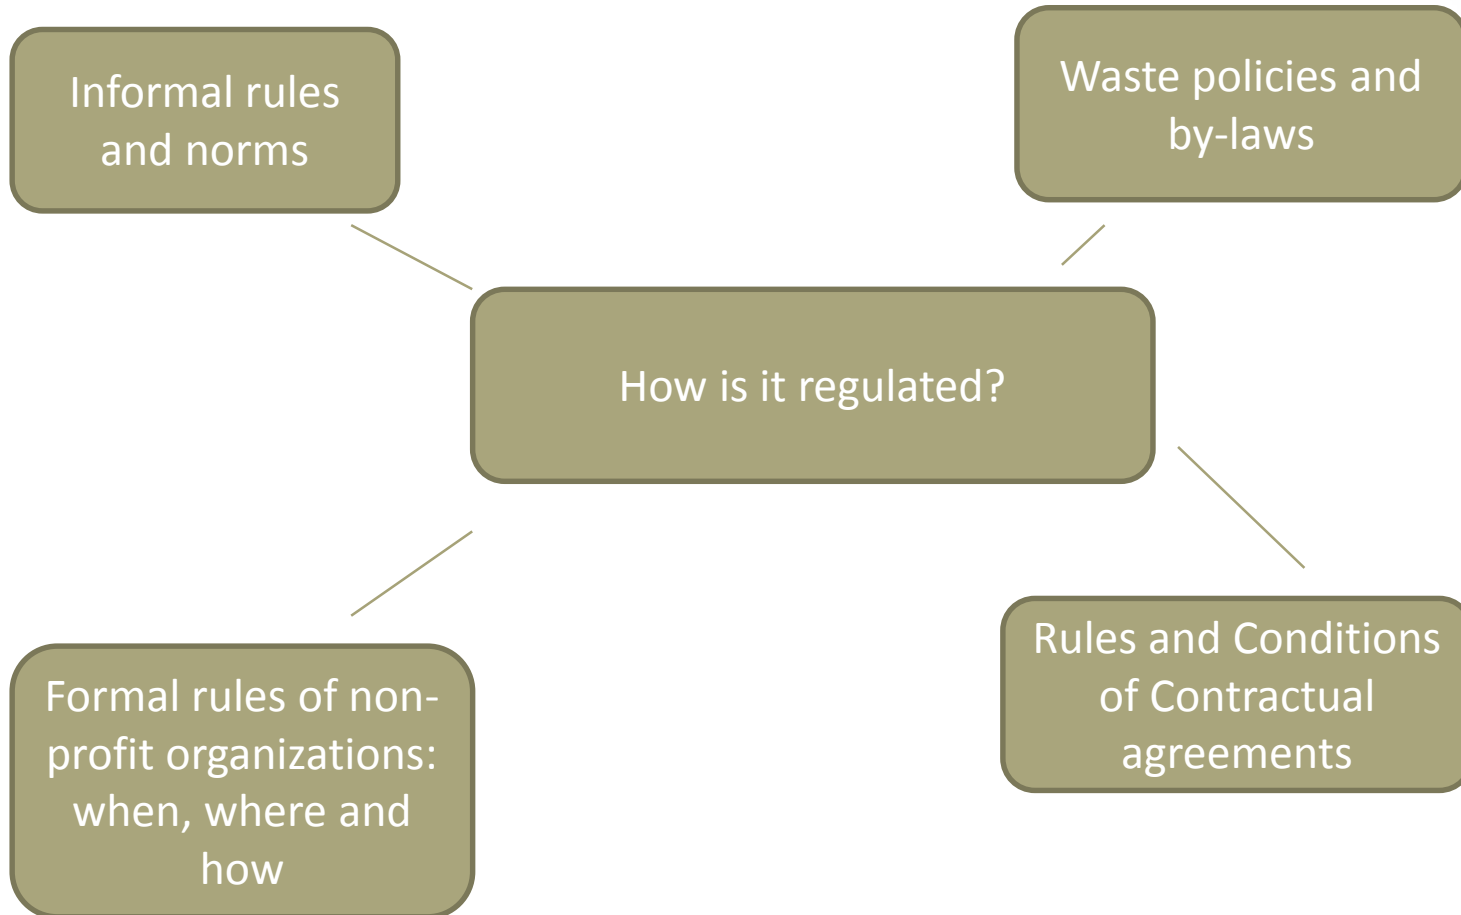 Informal rules
and norms
Waste policies and
by-laws
How is it regulated?
Formal rules of non-
profit organizations:
when, where and
how
Rules and Conditions
of Contractual
agreements